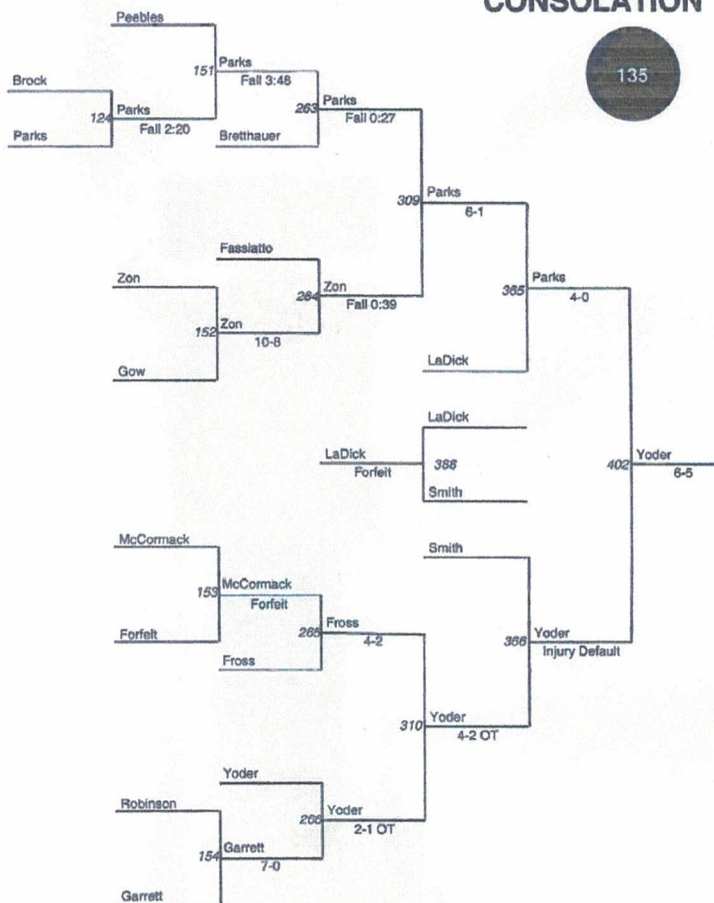 CONSOLATION
135
Peebles
151
Parks
Fall 3:48
Brock
124
Parks
Fall 2:20
Parks
263
Parks
Fall 0:27
Bretthauer
309
Parks
6-1
Fassiatto
Zon
264
Zon
Fall 0:39
152
Zon
10-8
Gow
365
Parks
4-0
LaDick
LaDick
LaDick
Forfeit
388
Smith
402
Yoder
6-5
McCormack
153
McCormack
Forfeit
Forfeit
265
Fross
4-2
Fross
Smith
366
Yoder
Injury Default
310
Yoder
4-2 OT
Yoder
Robinson
266
Yoder
2-1 OT
154
Garrett
7-0
Garrett